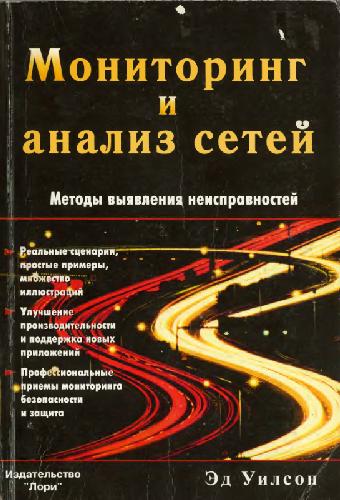 Мониторинг
и
анализ сетей
Методы выявления неисправностей
Реальные сценарии,
простые примеры,
множество
иллюстраций
Улучшение
производительности
и поддержка новых
приложений
Профессиональные
приемы мониторинга
безопасности
и защита
Издательство
"Лори"
Эд Уилсон